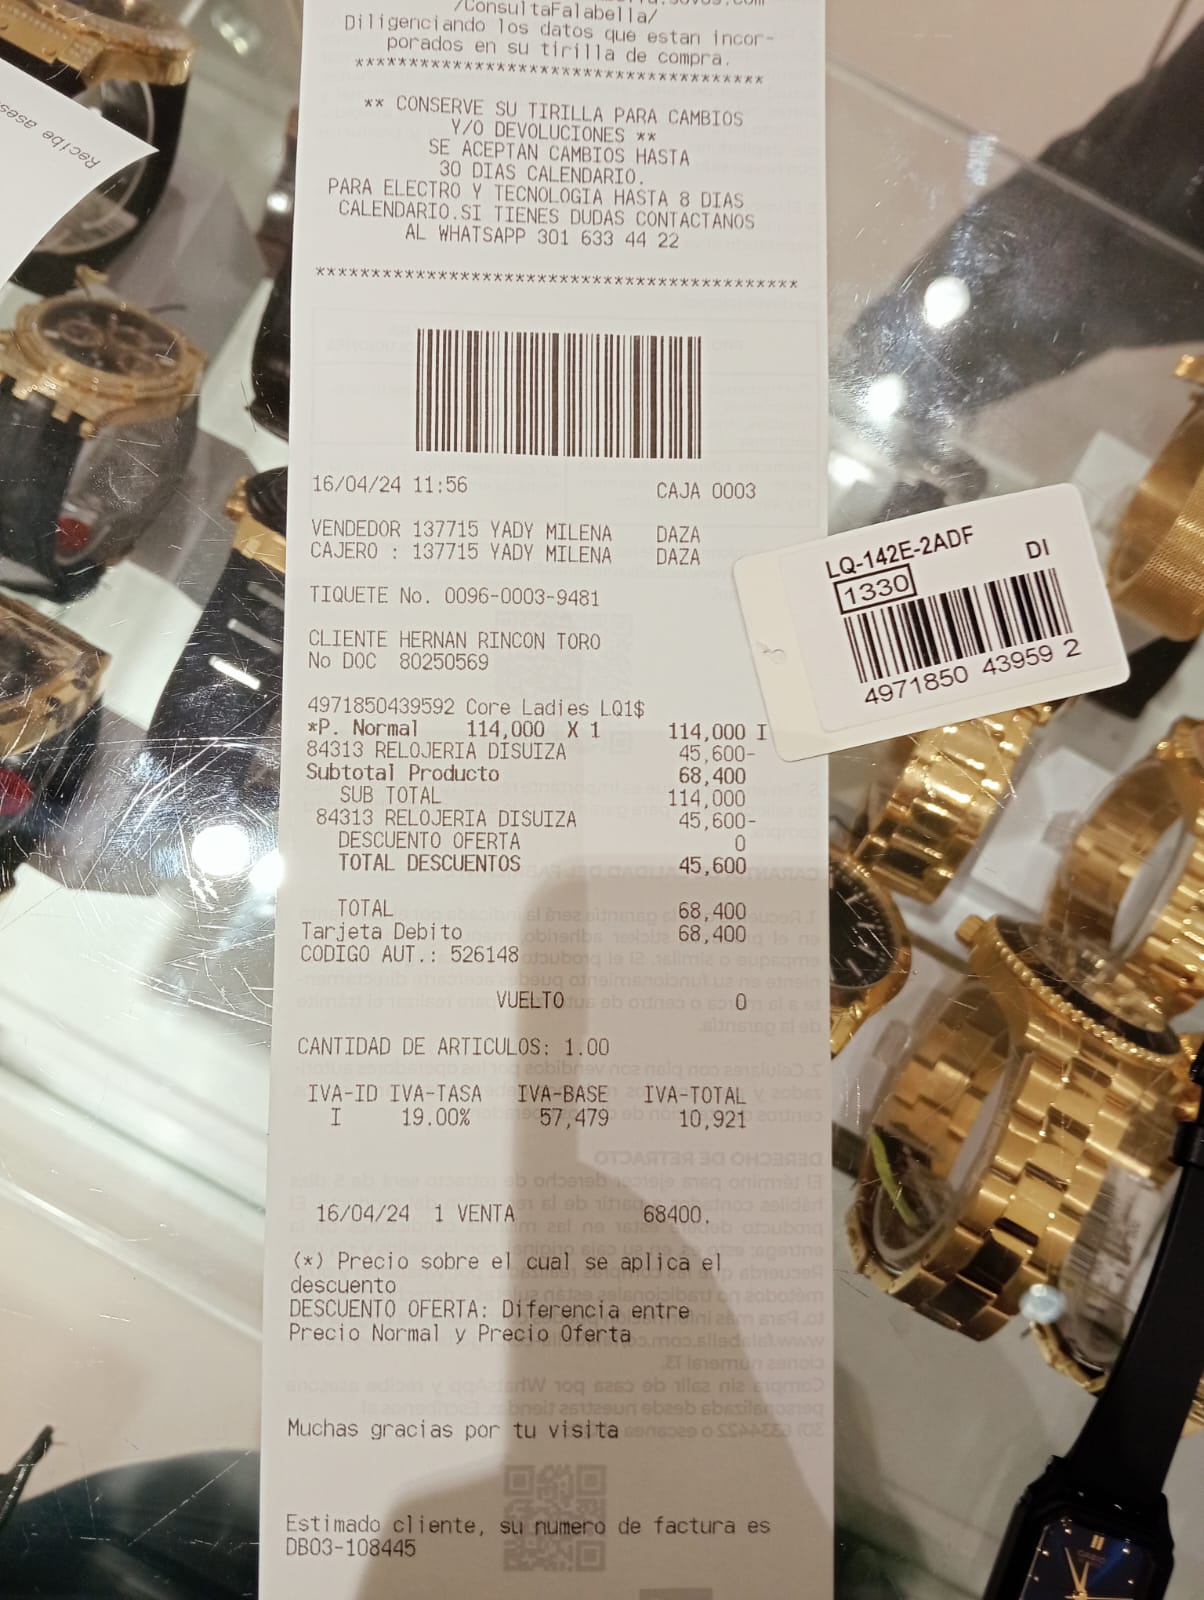 /ConsultaFalabella/
Diligenciando los datos que estan incor-
porados en su tirilla de compra.
****************************************
** CONSERVE SU TIRILLA PARA CAMBIOS
Y/O DEVOLUCIONES **
SE ACEPTAN CAMBIOS HASTA
30 DIAS CALENDARIO.
PARA ELECTRO Y TECNOLOGIA HASTA 8 DIAS
CALENDARIO.SI TIENES DUDAS CONTACTANOS
AL WHATSAPP 301 633 44 22
********************************************
16/04/24 11:56 CAJA 0003
VENDEDOR 137715 YADY MILENA DAZA
CAJERO : 137715 YADY MILENA DAZA
TIQUETE No. 0096-0003-9481
CLIENTE HERNAN RINCON TORO
No DOC 80250569
4971850439592 Core Ladies LQ1$
*P. Normal 114,000 X 1 114,000 I
84313 RELOJERIA DISUIZA 45,600-
Subtotal Producto 68,400
SUB TOTAL 114,000
84313 RELOJERIA DISUIZA 45,600-
DESCUENTO OFERTA 0
TOTAL DESCUENTOS 45,600
TOTAL 68,400
Tarjeta Debito 68,400
CODIGO AUT.: 526148
VUELTO 0
CANTIDAD DE ARTICULOS: 1.00
IVA-ID IVA-TASA IVA-BASE IVA-TOTAL
I 19.00% 57,479 10,921
16/04/24 1 VENTA 68400.
(*) Precio sobre el cual se aplica el
descuento
DESCUENTO OFERTA: Diferencia entre
Precio Normal y Precio Oferta
Muchas gracias por tu visita
Estimado cliente, su numero de factura es
DB03-108445
LQ-142E-2ADF
DI
1330
4971850 43959 2
Recibe
CASIO